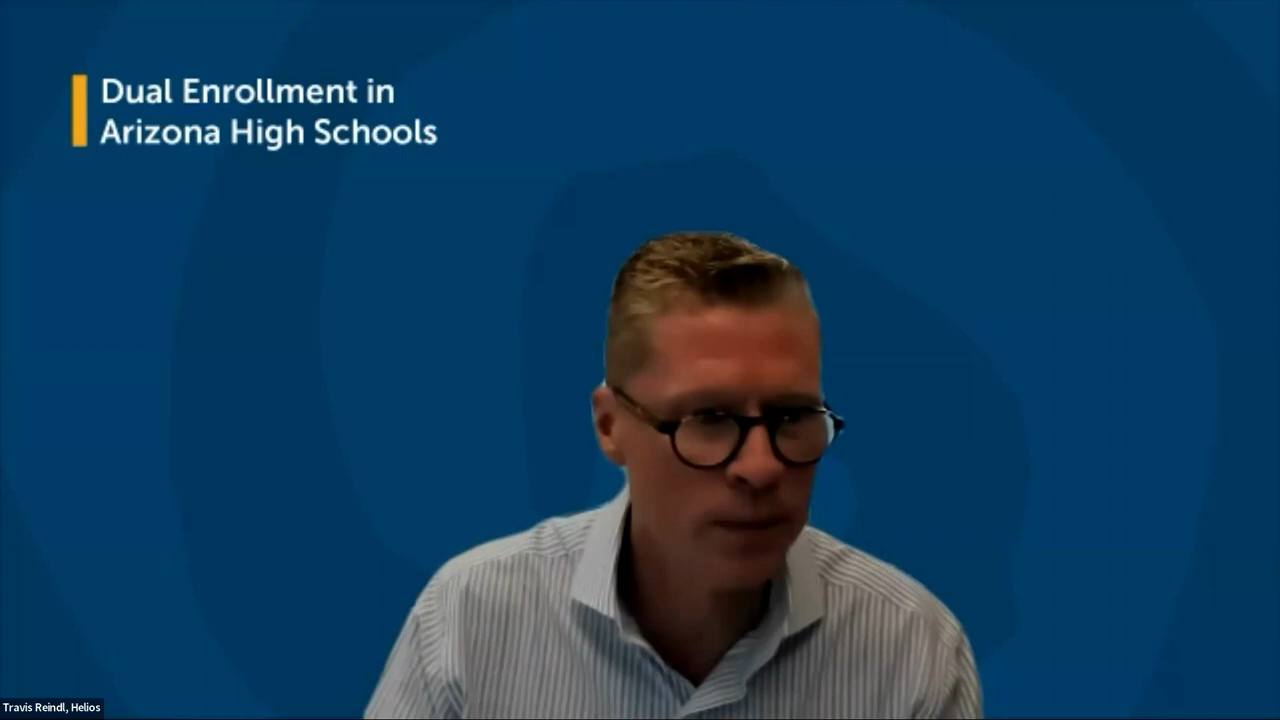 Dual Enrollment in
Arizona High Schools
Travis Reindl, Helios